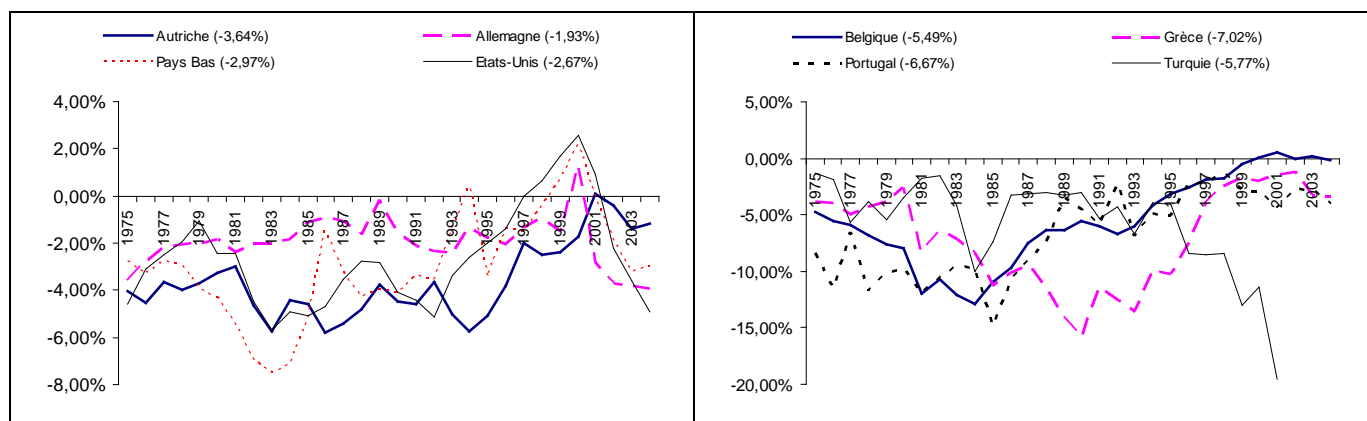 Autriche (-3,64%) Allemagne (-1,93%)
Pays Bas (-2,97%) Etats-Unis (-2,67%)
4,00%
2,00%
0,00%
-2,00%
-4,00%
-6,00%
-8,00%
1975 1977 1979 1981 1983 1985 1987 1989 1991 1993 1995 1997 1999 2001 2003
Belgique (-5,49%) Grèce (-7,02%)
Portugal (-6,67%) Turquie (-5,77%)
5,00%
0,00%
-5,00%
-10,00%
-15,00%
-20,00%
1975 1977 1979 1981 1983 1985 1987 1989 1991 1993 1995 1997 1999 2001 2003